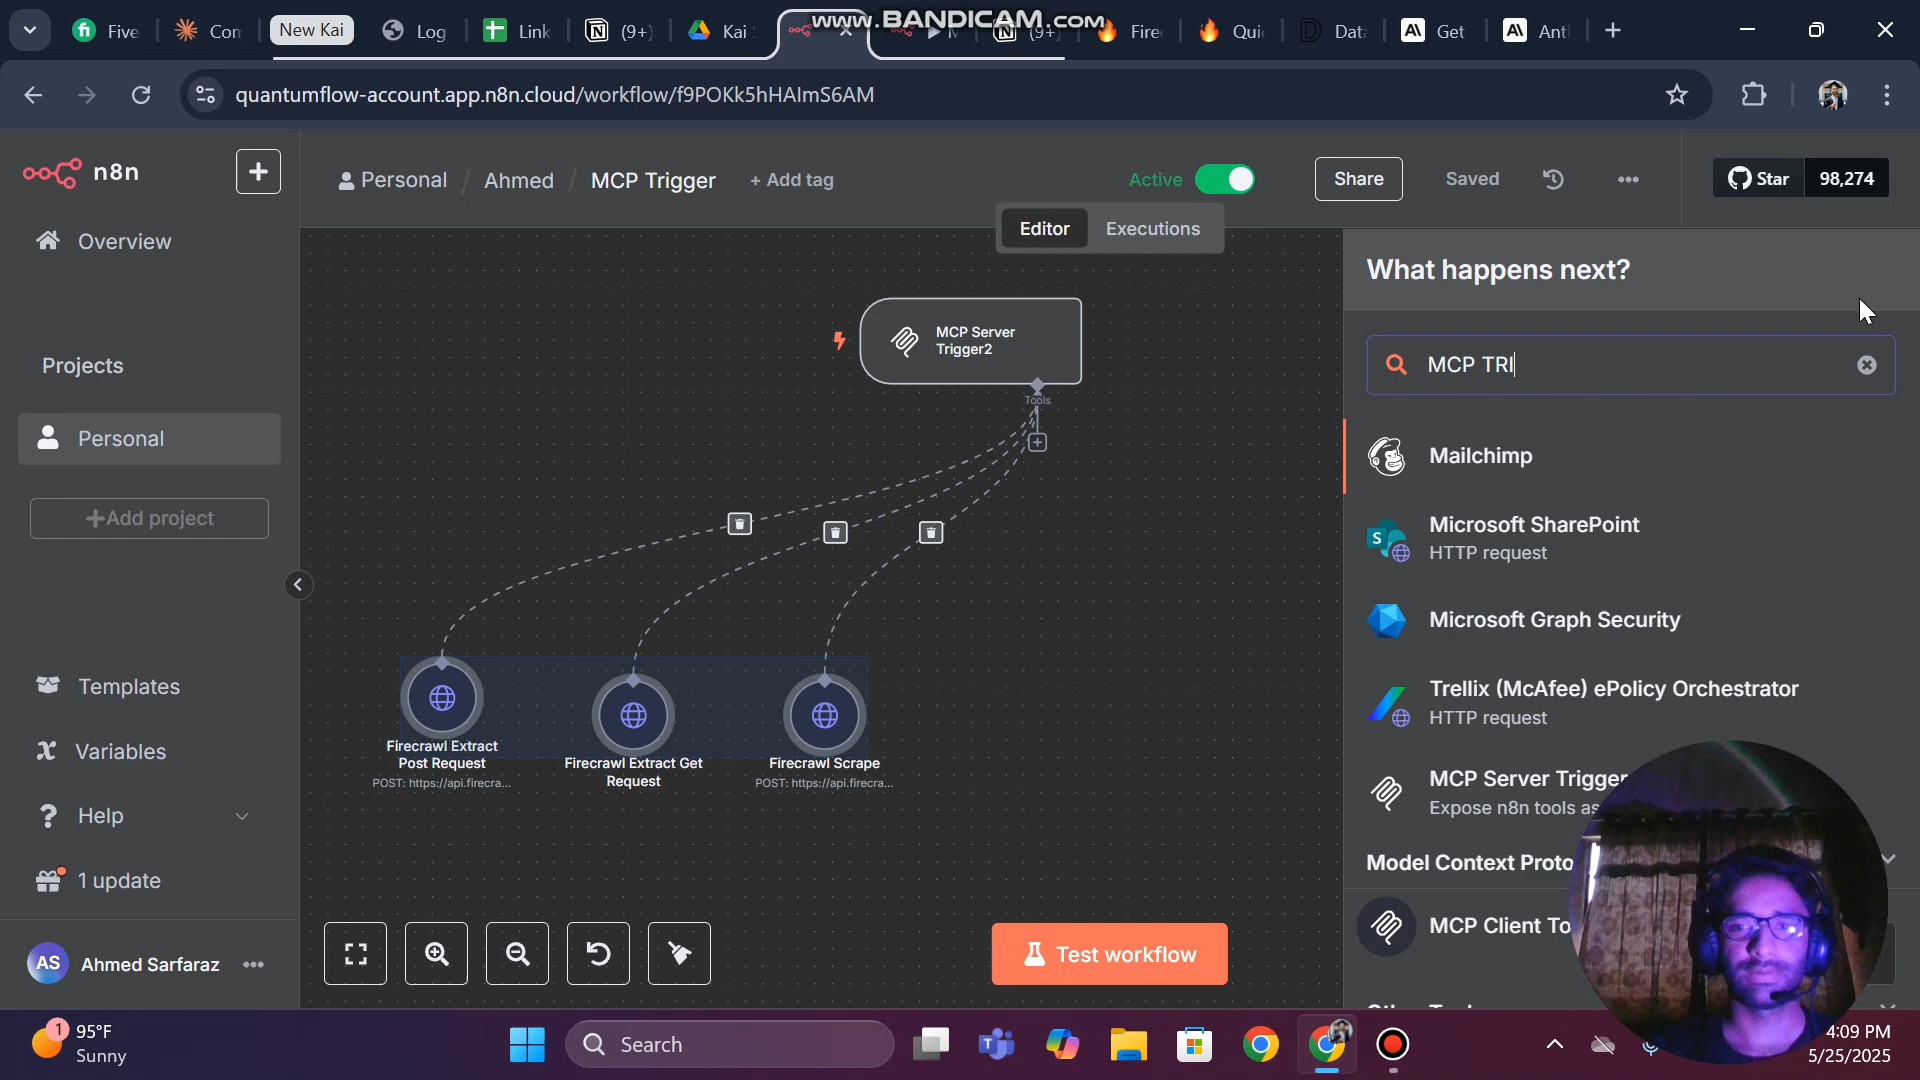 www.BANDICAM.com
Five
Con
New Kai
Log
Link
(9+)
Kai
(9+)
Fire
Quic
Data
Get
Ant
quantumflow-account.app.n8n.cloud/workflow/f9POKk5hHAlmS6AM
n8n
Personal / Ahmed / MCP Trigger + Add tag
Active
Share
Saved
Star 98,274
Editor Executions
Overview
Projects
Personal
+Add project
Templates
Variables
Help
1 update
AS Ahmed Sarfaraz
MCP Server
Trigger2
Tools
Firecrawl Extract
Post Request
POST: https://api.firecra...
Firecrawl Extract Get
Request
Firecrawl Scrape
POST: https://api.firecra...
Test workflow
What happens next?
MCP TRI
Mailchimp
Microsoft SharePoint
HTTP request
Microsoft Graph Security
Trellix (McAfee) ePolicy Orchestrator
HTTP request
MCP Server Trigger
Expose n8n tools as
Model Context Proto
MCP Client To
1
95°F
Sunny
Search
4:09 PM
5/25/2025